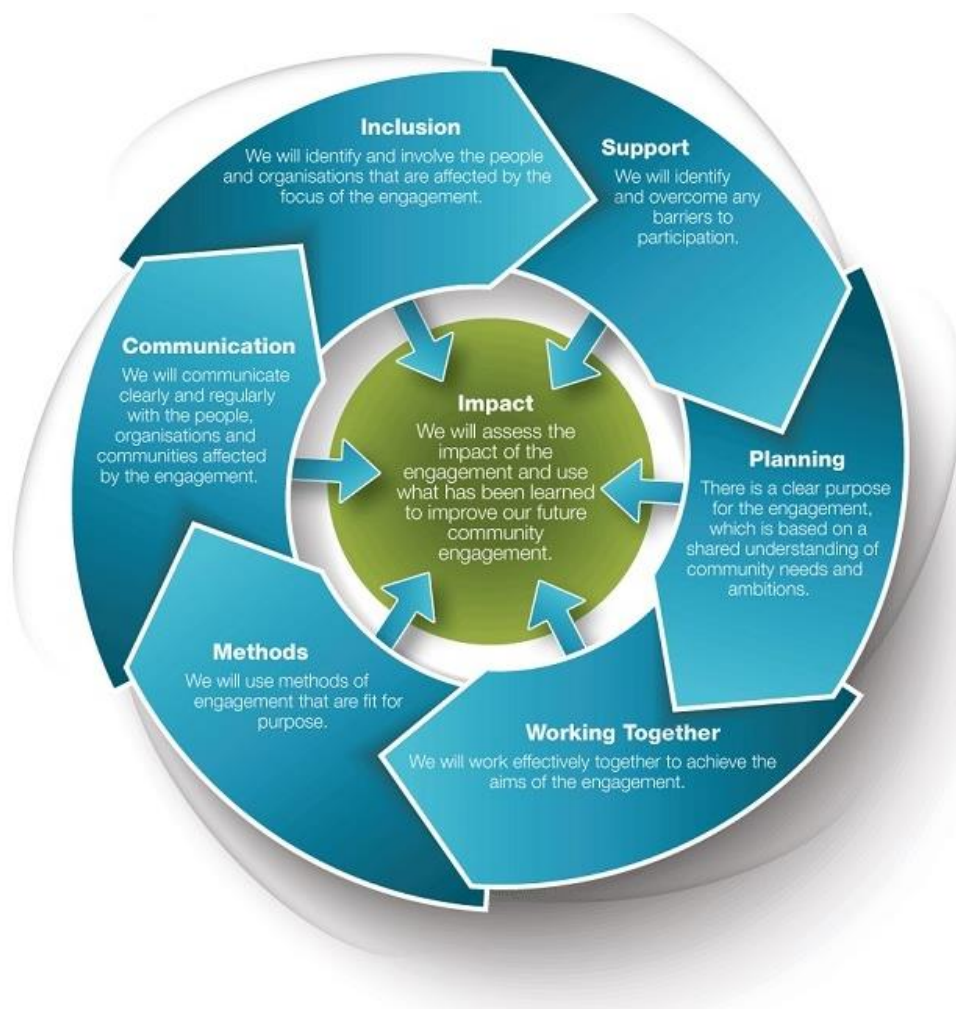 Inclusion
We will identify and involve the people
and organisations that are affected by the
focus of the engagement.
Support
We will identify
and overcome any
barriers to
participation.
Planning
There is a clear purpose
for the engagement,
which is based on a
shared understanding of
community needs and
ambitions.
Working Together
We will work effectively together to achieve the
aims of the engagement.
Methods
We will use methods of
engagement that are fit for
purpose.
Communication
We will communicate
clearly and regularly
with the people,
organisations and
communities affected
by the engagement.
Impact
We will assess the
impact of the
engagement and use
what has been learned
to improve our future
community
engagement.